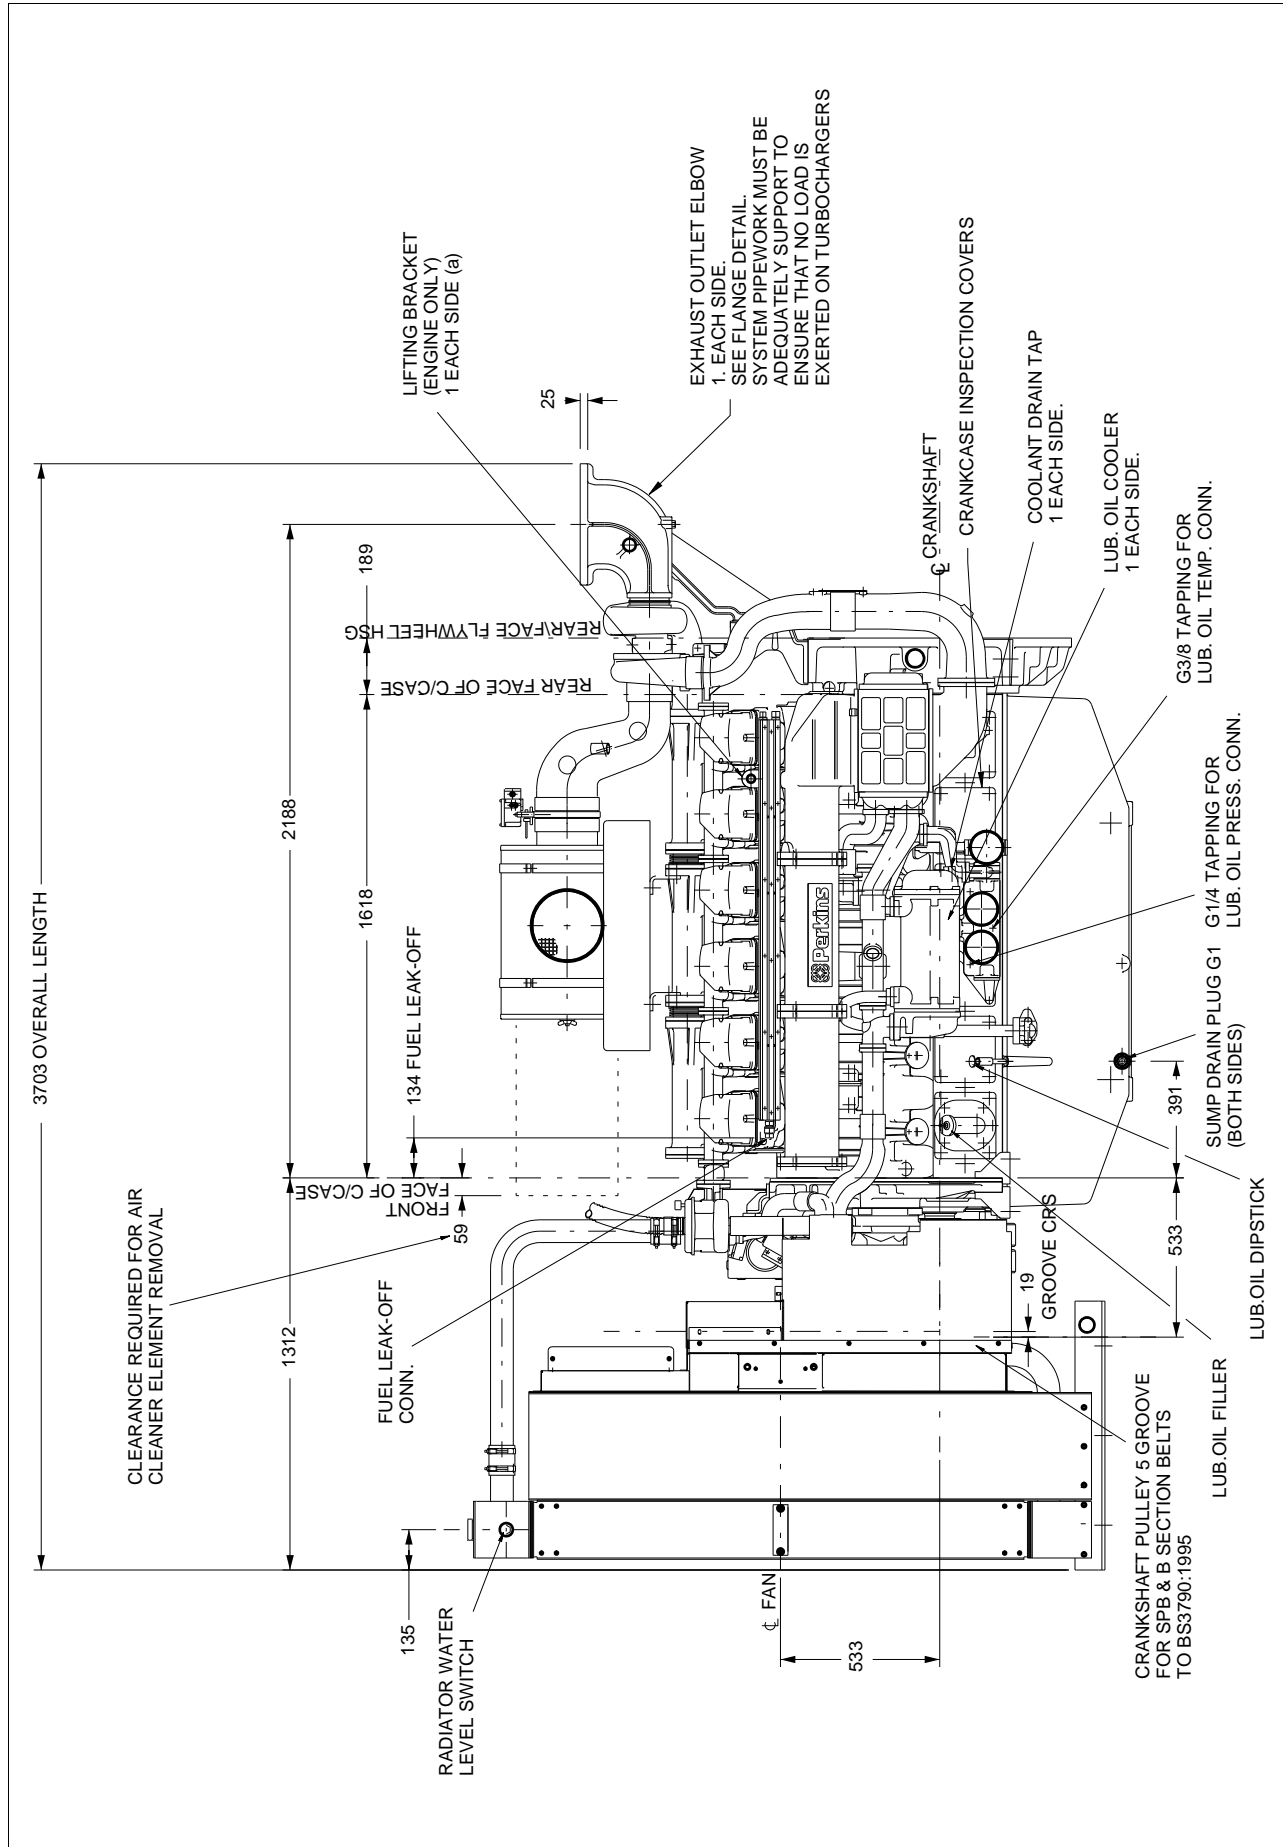 3703 OVERALL LENGTH
2188
189
1618
1312
134 FUEL LEAK-OFF
135
59
25
CLEARANCE REQUIRED FOR AIR
CLEANER ELEMENT REMOVAL
FRONT
FACE OF C/CASE
REAR FACE OF C/CASE
REAR/FACE FLYWHEEL HSG
LIFTING BRACKET
(ENGINE ONLY)
1 EACH SIDE (a)
EXHAUST OUTLET ELBOW
1. EACH SIDE.
SEE FLANGE DETAIL.
SYSTEM PIPEWORK MUST BE
ADEQUATELY SUPPORT TO
ENSURE THAT NO LOAD IS
EXERTED ON TURBOCHARGERS
RADIATOR WATER
LEVEL SWITCH
FUEL LEAK-OFF
CONN.
Perkins
℄ FAN
533
℄ CRANKSHAFT
CRANKCASE INSPECTION COVERS
COOLANT DRAIN TAP
1 EACH SIDE.
LUB. OIL COOLER
1 EACH SIDE.
G3/8 TAPPING FOR
LUB. OIL TEMP. CONN.
G1/4 TAPPING FOR
LUB. OIL PRESS. CONN.
SUMP DRAIN PLUG G1
(BOTH SIDES)
391
533
19
GROOVE CRS
LUB.OIL DIPSTICK
LUB.OIL FILLER
CRANKSHAFT PULLEY 5 GROOVE
FOR SPB & B SECTION BELTS
TO BS3790:1995